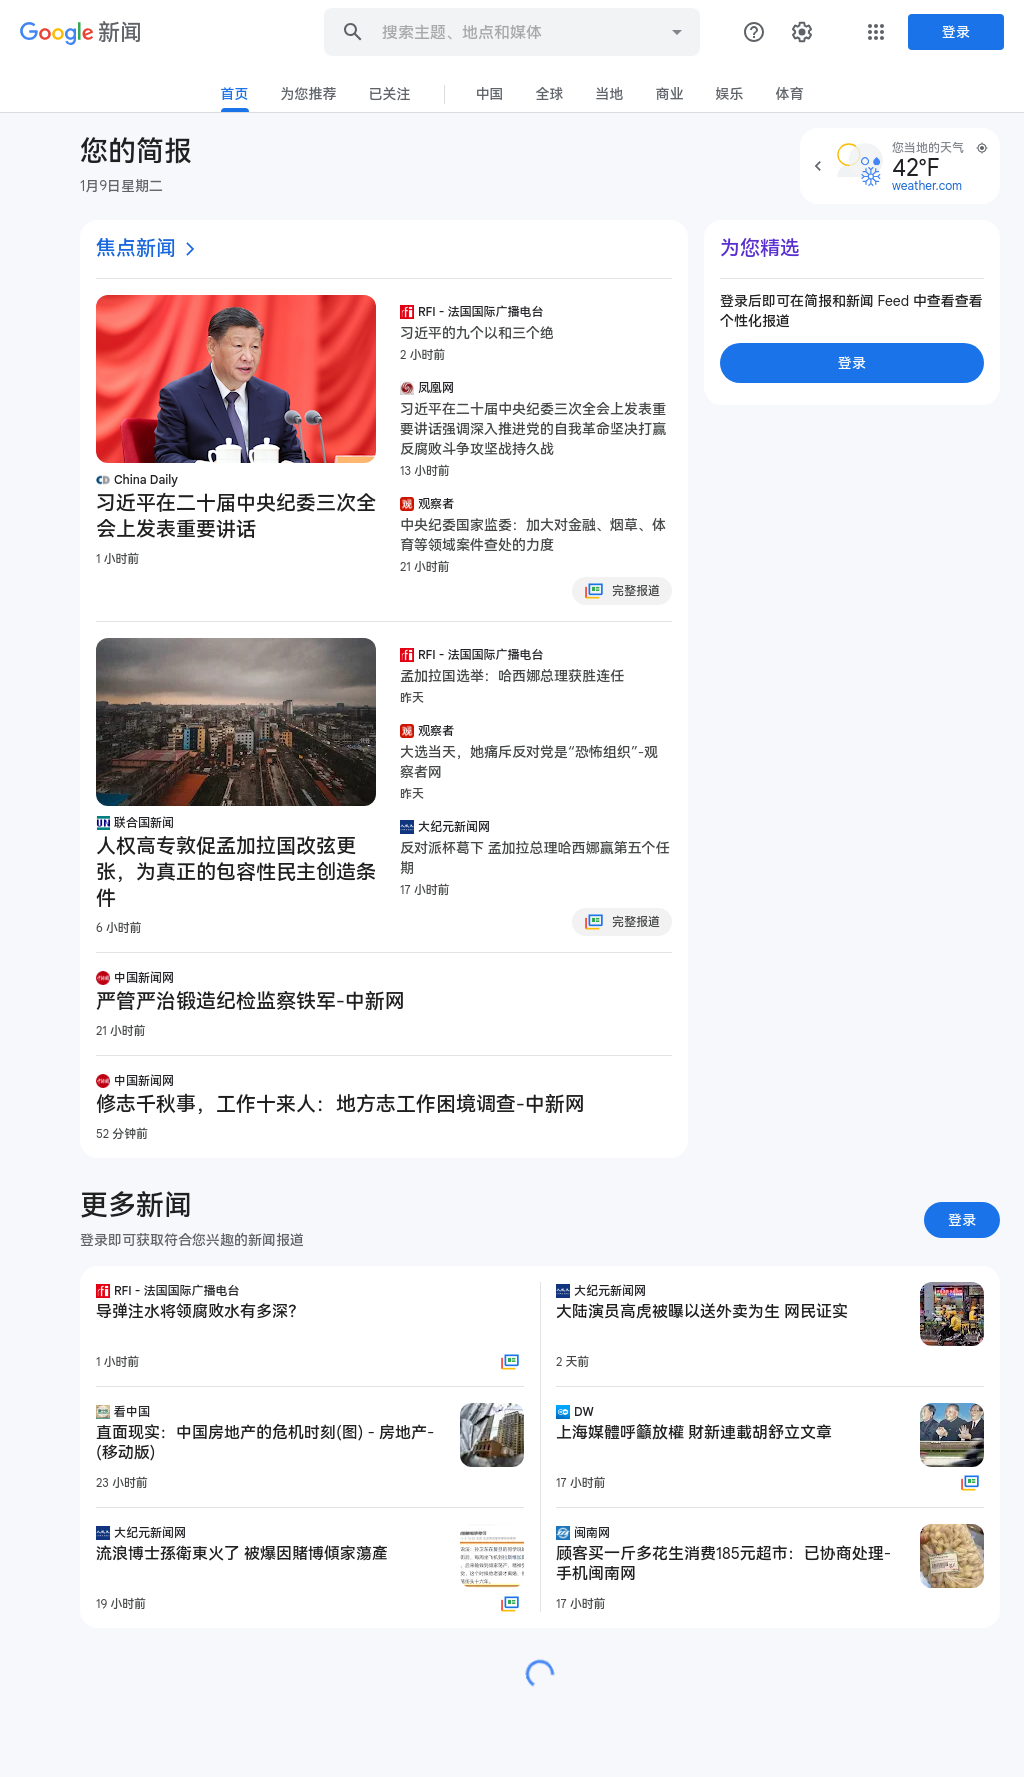 Google 新闻
搜索主题、地点和媒体
登录
首页
为您推荐
已关注
中国
全球
当地
商业
娱乐
体育
您的简报
1月9日星期二
您当地的天气
42°F
weather.com
焦点新闻
China Daily
习近平在二十届中央纪委三次全
会上发表重要讲话
1 小时前
RFI - 法国国际广播电台
习近平的九个以和三个绝
2 小时前
凤凰网
习近平在二十届中央纪委三次全会上发表重
要讲话强调深入推进党的自我革命坚决打赢
反腐败斗争攻坚战持久战
13 小时前
观察者
中央纪委国家监委：加大对金融、烟草、体
育等领域案件查处的力度
21 小时前
完整报道
为您精选
登录后即可在简报和新闻 Feed 中查看查看
个性化报道
登录
联合国新闻
人权高专敦促孟加拉国改弦更
张，为真正的包容性民主创造条
件
6 小时前
RFI - 法国国际广播电台
孟加拉国选举：哈西娜总理获胜连任
昨天
观察者
大选当天，她痛斥反对党是“恐怖组织”-观
察者网
昨天
大纪元新闻网
反对派杯葛下 孟加拉总理哈西娜赢第五个任
期
17 小时前
完整报道
中国新闻网
严管严治锻造纪检监察铁军-中新网
21 小时前
中国新闻网
修志千秋事，工作十来人：地方志工作困境调查-中新网
52 分钟前
更多新闻
登录即可获取符合您兴趣的新闻报道
登录
RFI - 法国国际广播电台
导弹注水将领腐败水有多深?
1 小时前
大纪元新闻网
大陆演员高虎被曝以送外卖为生 网民证实
2 天前
看中国
直面现实：中国房地产的危机时刻(图) - 房地产-
(移动版)
23 小时前
DW
上海媒體呼籲放權 財新連載胡舒立文章
17 小时前
大纪元新闻网
流浪博士孫衛東火了 被爆因賭博傾家蕩產
19 小时前
闽南网
顾客买一斤多花生消费185元超市：已协商处理-
手机闽南网
17 小时前